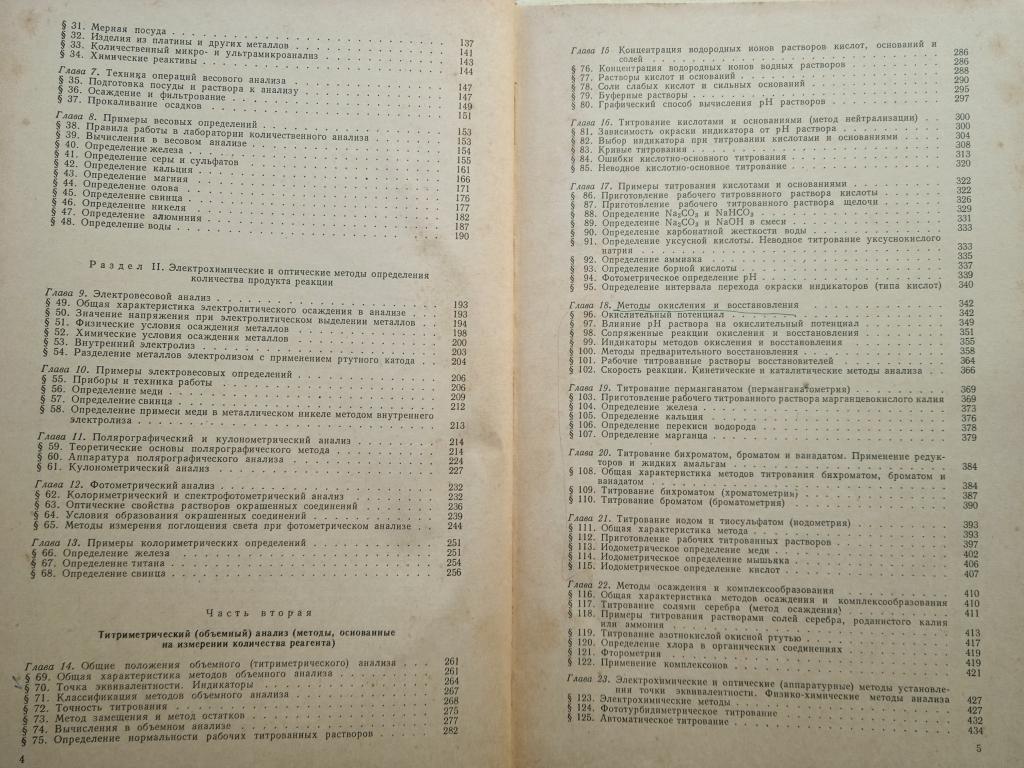 § 31. Мерная посуда . . . 137
§ 32. Изделия из платины и других металлов . . . 141
§ 33. Количественный микро- и ультрамикроанализ . . . 143
§ 34. Химические реактивы . . . 144
Глава 7. Техника операций весового анализа . . . 147
§ 35. Подготовка посуды и раствора к анализу . . . 147
§ 36. Осаждение и фильтрование . . . 149
§ 37. Прокаливание осадков . . . 151
Глава 8. Примеры весовых определений . . . 153
§ 38. Правила работы в лаборатории количественного анализа . . . 153
§ 39. Вычисления в весовом анализе . . . 154
§ 40. Определение железа . . . 155
§ 41. Определение серы и сульфатов . . . 161
§ 42. Определение кальция . . . 166
§ 43. Определение магния . . . 171
§ 44. Определение олова . . . 176
§ 45. Определение свинца . . . 177
§ 46. Определение никеля . . . 182
§ 47. Определение алюминия . . . 187
§ 48. Определение воды . . . 190
Раздел II. Электрохимические и оптические методы определения
количества продукта реакции
Глава 9. Электровесовой анализ . . . 193
§ 49. Общая характеристика электролитического осаждения в анализе . . . 193
§ 50. Значение напряжения при электролитическом выделении металлов . . . 194
§ 51. Физические условия осаждения металлов . . . 198
§ 52. Химические условия осаждения металлов . . . 200
§ 53. Внутренний электролиз . . . 203
§ 54. Разделение металлов электролизом с применением ртутного катода . . . 204
Глава 10. Примеры электровесовых определений . . . 206
§ 55. Приборы и техника работы . . . 206
§ 56. Определение меди . . . 209
§ 57. Определение свинца . . . 212
§ 58. Определение примеси меди в металлическом никеле методом внутреннего
электролиза . . . 213
Глава 11. Полярографический и кулонометрический анализ . . . 214
§ 59. Теоретические основы полярографического метода . . . 214
§ 60. Аппаратура полярографического анализа . . . 224
§ 61. Кулонометрический анализ . . . 227
Глава 12. Фотометрический анализ . . . 232
§ 62. Колориметрический и спектрофотометрический анализ . . . 232
§ 63. Оптические свойства растворов окрашенных соединений . . . 236
§ 64. Условия образования окрашенных соединений . . . 239
§ 65. Методы измерения поглощения света при фотометрическом анализе . . . 244
Глава 13. Примеры колориметрических определений . . . 251
§ 66. Определение железа . . . 251
§ 67. Определение титана . . . 254
§ 68. Определение свинца . . . 256
Часть вторая
Титриметрический (объемный) анализ (методы, основанные
на измерении количества реагента)
Глава 14. Общие положения объемного (титриметрического) анализа . . . 261
§ 69. Общая характеристика методов объемного анализа . . . 261
§ 70. Точка эквивалентности. Индикаторы . . . 264
§ 71. Классификация методов объемного анализа . . . 267
§ 72. Точность титрования . . . 268
§ 73. Метод замещения и метод остатков . . . 275
§ 74. Вычисления в объемном анализе . . . 277
§ 75. Определение нормальности рабочих титрованных растворов . . . 282
4
Глава 15 Концентрация водородных ионов растворов кислот, оснований и
солей . . . 286
§ 76. Концентрация водородных ионов водных растворов . . . 286
§ 77. Растворы кислот и оснований . . . 288
§ 78. Соли слабых кислот и сильных оснований . . . 290
§ 79. Буферные растворы . . . 295
§ 80. Графический способ вычисления pH растворов . . . 297
Глава 16. Титрование кислотами и основаниями (метод нейтрализации) . . . 300
§ 81. Зависимость окраски индикатора от pH раствора . . . 300
§ 82. Выбор индикатора при титровании кислотами и основаниями . . . 304
§ 83. Кривые титрования . . . 308
§ 84. Ошибки кислотно-основного титрования . . . 313
§ 85. Неводное кислотно-основное титрование . . . 320
Глава 17. Примеры титрования кислотами и основаниями . . . 322
§ 86. Приготовление рабочего титрованного раствора кислоты . . . 322
§ 87. Приготовление рабочего титрованного раствора щелочи . . . 326
§ 88. Определение Na₂CO₃ и NaHCO₃ . . . 329
§ 89. Определение Na₂CO₃ и NaOH в смеси . . . 331
§ 90. Определение карбонатной жесткости воды . . . 333
§ 91. Определение уксусной кислоты. Неводное титрование уксуснокислого
натрия . . . 333
§ 92. Определение аммиака . . . 335
§ 93. Определение борной кислоты . . . 337
§ 94. Фотометрическое определение pH . . . 339
§ 95. Определение интервала перехода окраски индикаторов (типа кислот) 340
Глава 18. Методы окисления и восстановления . . . 342
§ 96. Окислительный потенциал . . . 342
§ 97. Влияние pH раствора на окислительный потенциал . . . 349
§ 98. Сопряженные реакции окисления и восстановления . . . 351
§ 99. Индикаторы методов окисления и восстановления . . . 355
§ 100. Методы предварительного восстановления . . . 358
§ 101. Рабочие титрованные растворы восстановителей . . . 364
§ 102. Скорость реакции. Кинетические и каталитические методы анализа . . 366
Глава 19. Титрование перманганатом (перманганатометрия) . . . 369
§ 103. Приготовление рабочего титрованного раствора марганцевокислого калия 369
§ 104. Определение железа . . . 373
§ 105. Определение кальция . . . 376
§ 106. Определение перекиси водорода . . . 378
§ 107. Определение марганца . . . 379
Глава 20. Титрование бихроматом, броматом и ванадатом. Применение редук-
торов и жидких амальгам . . . 384
§ 108. Общая характеристика методов титрования бихроматом, броматом и
ванадатом . . . 384
§ 109. Титрование бихроматом (хроматометрия) . . . 387
§ 110. Титрование броматом (броматометрия) . . . 390
Глава 21. Титрование иодом и тиосульфатом (иодометрия) . . . 393
§ 111. Общая характеристика метода . . . 393
§ 112. Приготовление рабочих титрованных растворов . . . 397
§ 113. Иодометрическое определение меди . . . 402
§ 114. Иодометрическое определение мышьяка . . . 406
§ 115. Иодометрическое определение кислот . . . 407
Глава 22. Методы осаждения и комплексообразования . . . 410
§ 116. Общая характеристика методов осаждения и комплексообразования 410
§ 117. Титрование солями серебра (метод осаждения) . . . 411
§ 118. Примеры титрования растворами солей серебра, роданистого калия
или аммония . . . 413
§ 119. Титрование азотнокислой окисной ртутью . . . 417
§ 120. Определение хлора в органических соединениях . . . 419
§ 121. Фторометрия . . . 419
§ 122. Применение комплексонов . . . 421
Глава 23. Электрохимические и оптические (аппаратурные) методы установле-
ния точки эквивалентности. Физико-химические методы анализа 427
§ 123. Электрохимические методы . . . 427
§ 124. Фототурбидиметрическое титрование . . . 432
§ 125. Автоматическое титрование . . . 434
5